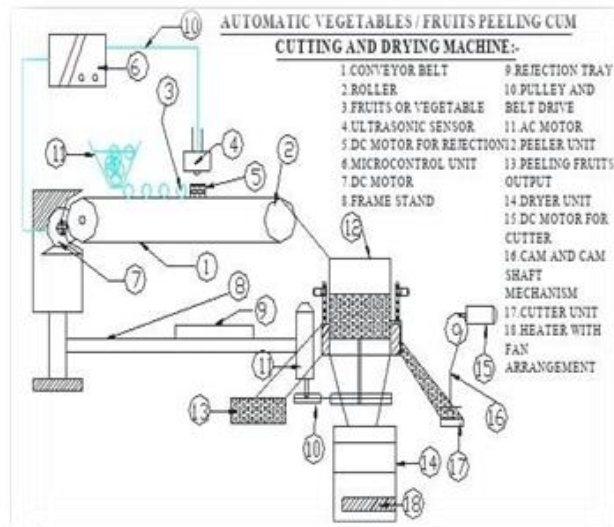 AUTOMATIC VEGETABLES / FRUITS PEELING CUM
CUTTING AND DRYING MACHINE:-
1.CONVEYOR BELT
2.ROLLER
3.FRUITS OR VEGETABLE
4.ULTRASONIC SENSOR
5.DC MOTOR FOR REJECTION
6.MICROCONTROL UNIT
7.DC MOTOR
8.FRAME STAND
9.REJECTION TRAY
10.PULLEY AND
BELT DRIVE
11.AC MOTOR
12.PEELER UNIT
13.PEELING FRUITS
OUTPUT
14.DRYER UNIT
15.DC MOTOR FOR
CUTTER
16.CAM AND CAM
SHAFT
MECHANISM
17.CUTTER UNIT
18.HEATER WITH
FAN
ARRANGEMENT
10
6
3
11
4
2
5
12
7
1
8
9
9
15
11
13
10
16
14
17
18